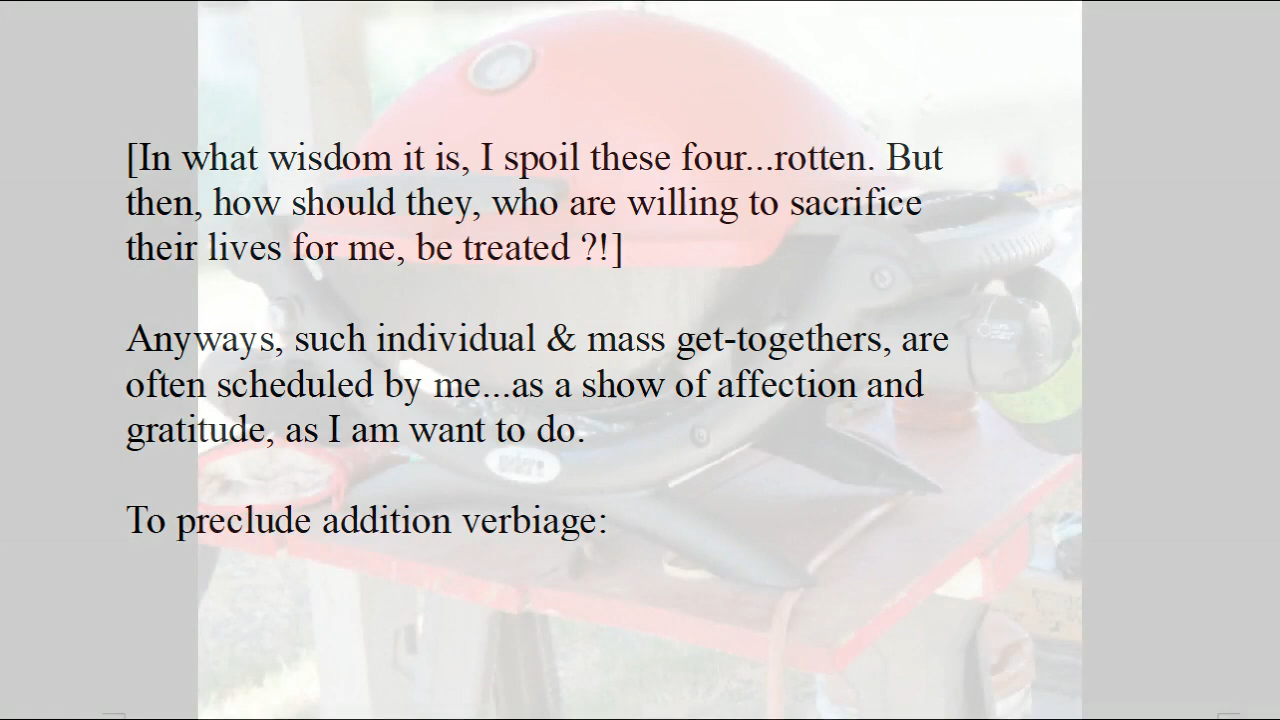 [In what wisdom it is, I spoil these four...rotten. But
then, how should they, who are willing to sacrifice
their lives for me, be treated ?!]
Anyways, such individual & mass get-togethers, are
often scheduled by me...as a show of affection and
gratitude, as I am want to do.
To preclude addition verbiage: